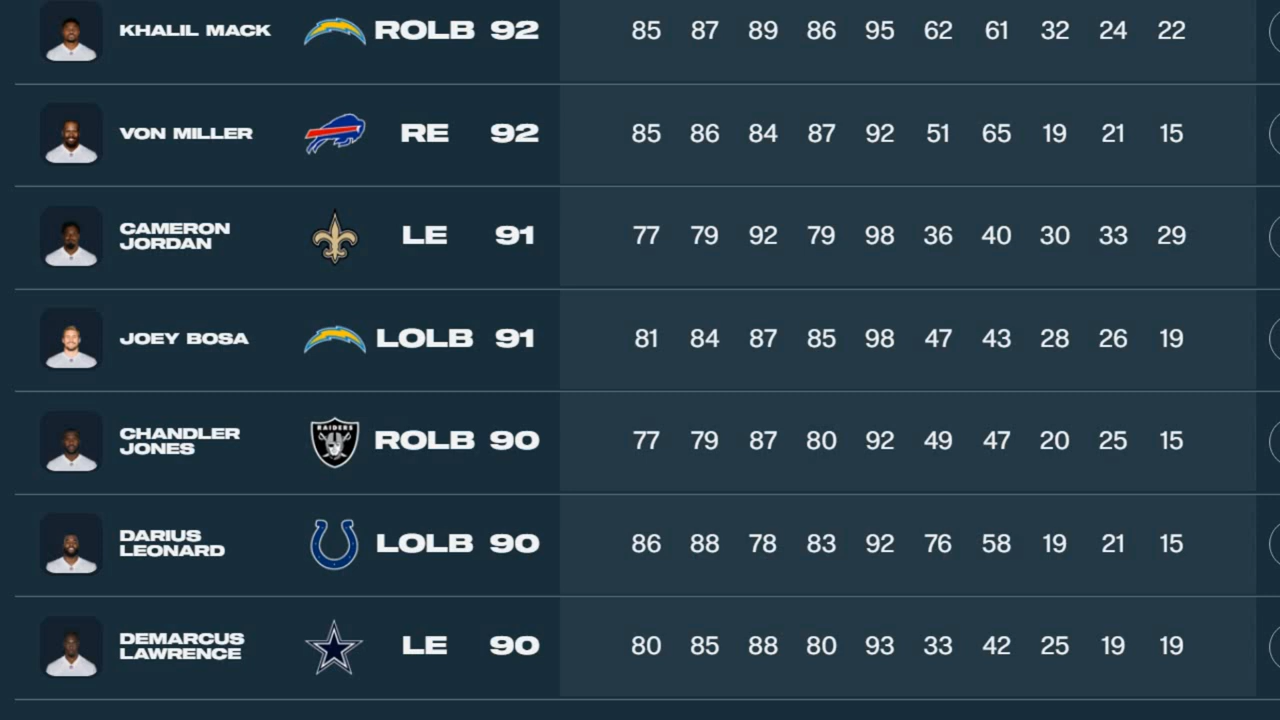 KHALIL MACK ROLB 92 85 87 89 86 95 62 61 32 24 22
VON MILLER RE 92 85 86 84 87 92 51 65 19 21 15
CAMERON
JORDAN LE 91 77 79 92 79 98 36 40 30 33 29
JOEY BOSA LOLB 91 81 84 87 85 98 47 43 28 26 19
CHANDLER
JONES RAIDERS ROLB 90 77 79 87 80 92 49 47 20 25 15
DARIUS
LEONARD LOLB 90 86 88 78 83 92 76 58 19 21 15
DEMARCUS
LAWRENCE LE 90 80 85 88 80 93 33 42 25 19 19